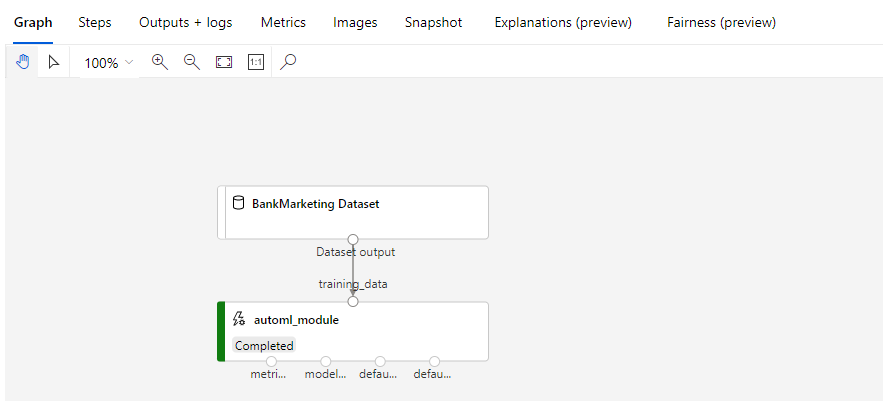 Graph Steps Outputs + logs Metrics Images Snapshot Explanations (preview) Fairness (preview)
100% 1:1
BankMarketing Dataset
Dataset output
training_data
automl_module
Completed
metri... model... defau... defau...